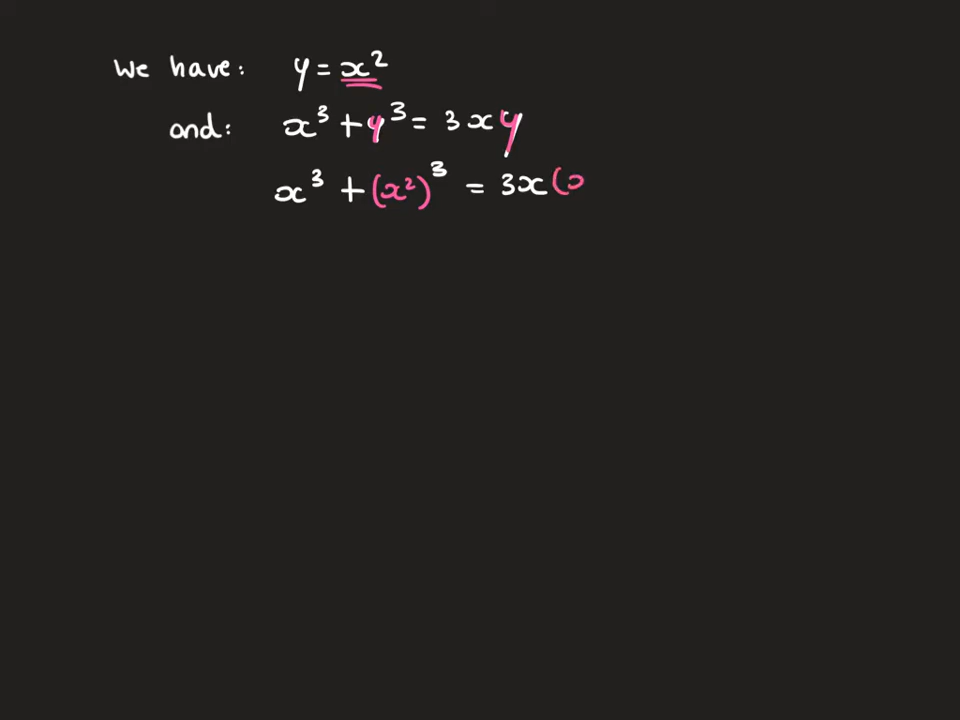 We have: y = x²
and: x³ + y³ = 3xy
x³ + (x²)³ = 3x(